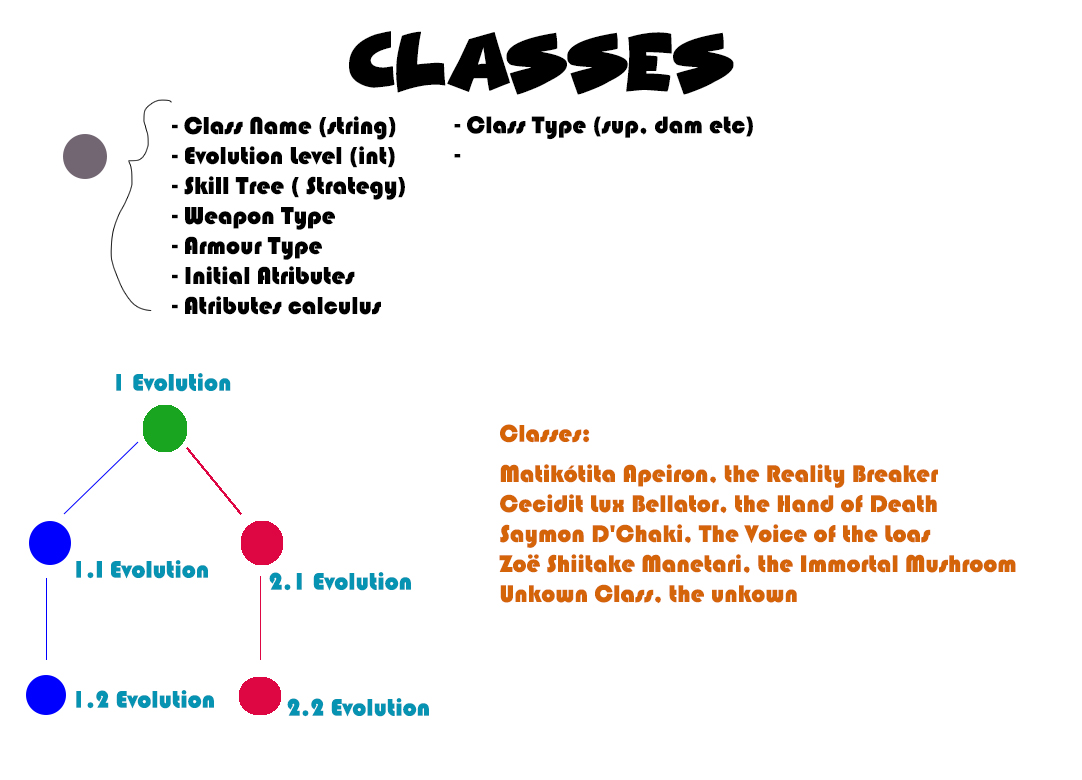 CLASSES
- Class Name (string)
- Evolution Level (int)
- Skill Tree ( Strategy)
- Weapon Type
- Armour Type
- Initial Atributes
- Atributes calculus
- Class Type (sup, dam etc)
-
1 Evolution
1.1 Evolution
2.1 Evolution
1.2 Evolution
2.2 Evolution
Classes:
Matikótita Apeiron, the Reality Breaker
Cecidit Lux Bellator, the Hand of Death
Saymon D'Chaki, The Voice of the Loas
Zoë Shiitake Manetari, the Immortal Mushroom
Unkown Class, the unkown